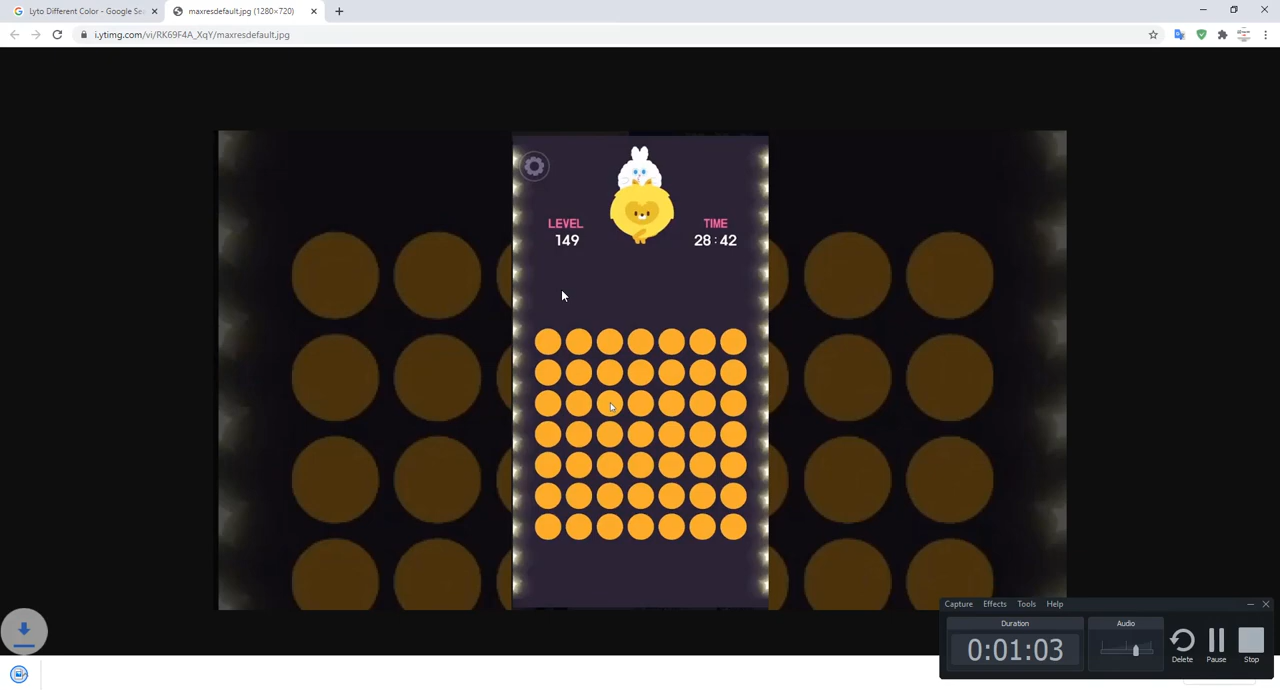 Lyto Different Color - Google Se
maxresdefault.jpg (1280×720)
i.ytimg.com/vi/RK69F4A_XqY/maxresdefault.jpg
LEVEL
149
TIME
28:42
Capture Effects Tools Help
Duration
Audio
0:01:03
Delete Pause Stop